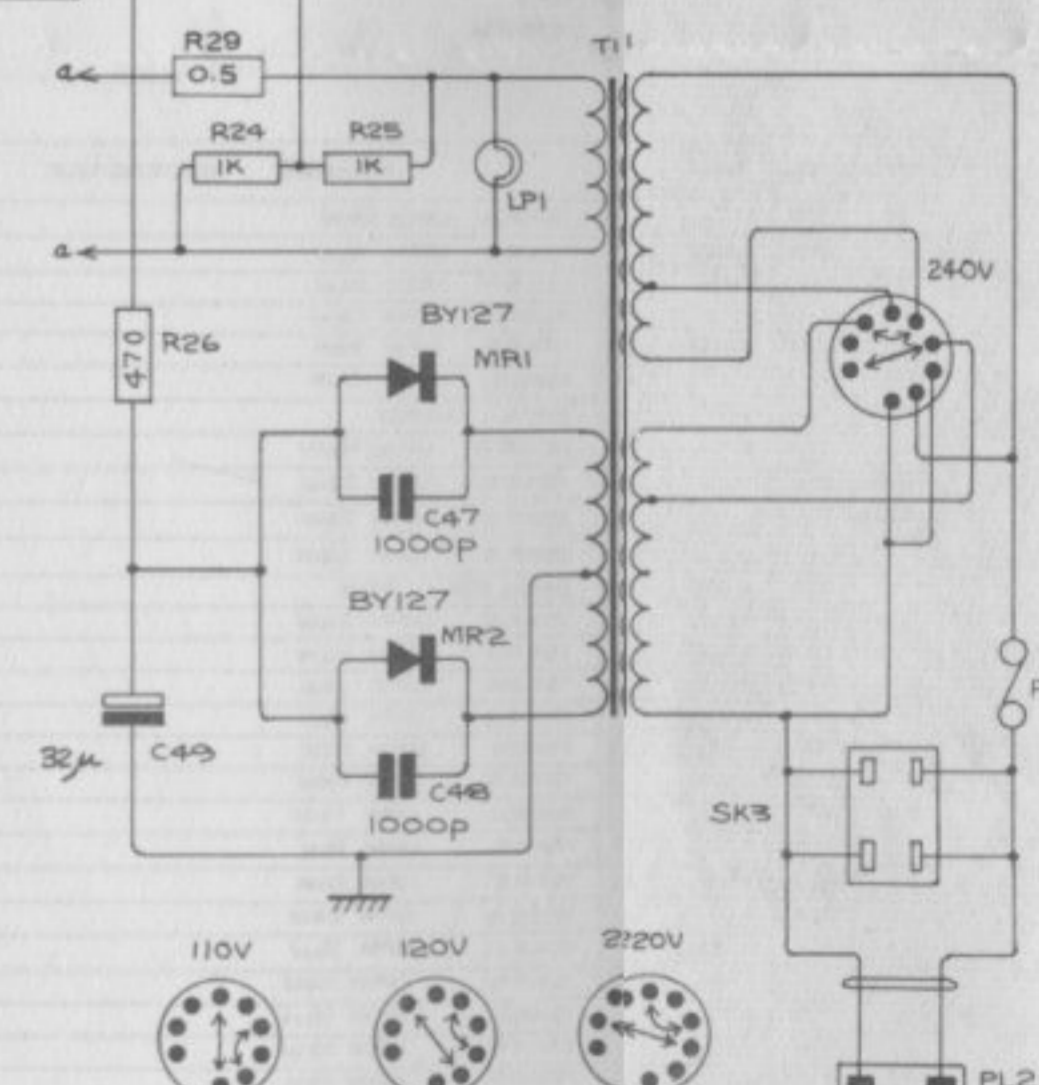 R29
T1
a
0.5
R24
R25
1K
1K
LP1
a
240V
BY127
470
R26
MR1
C47
1000p
BY127
MR2
32μ
C49
C48
1000p
SK3
110V
120V
220V
PL2